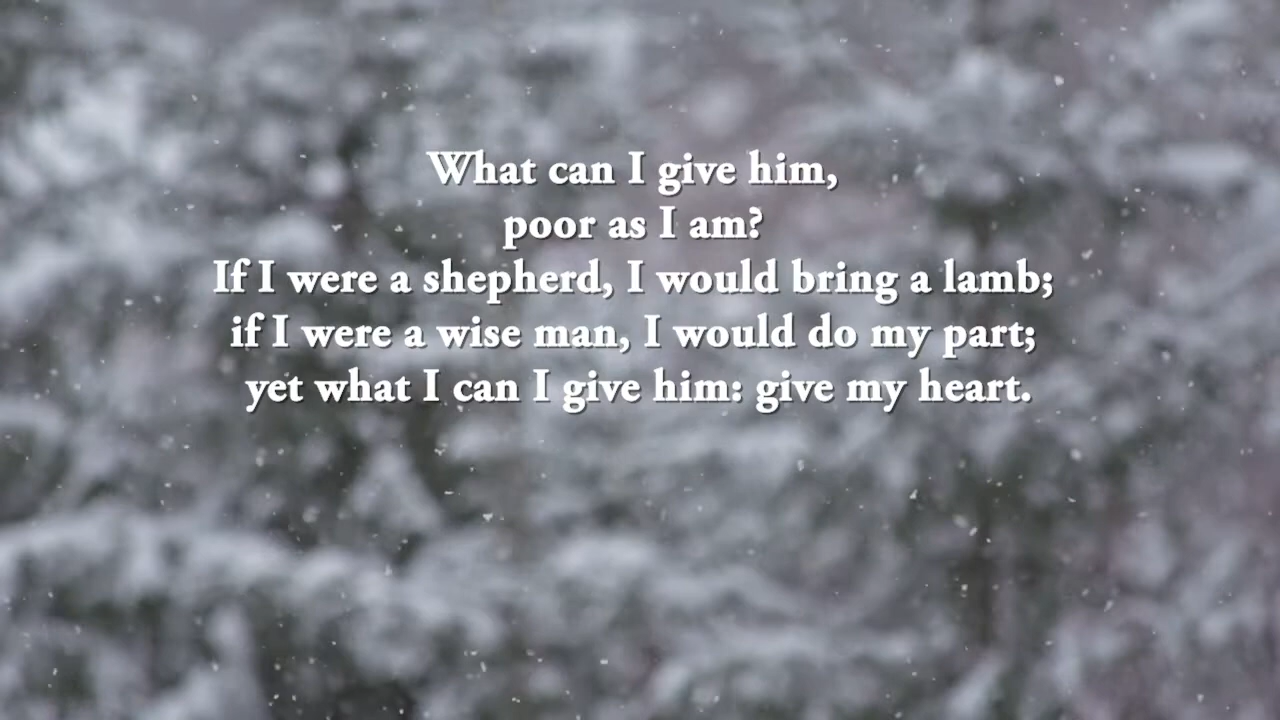 What can I give him,
poor as I am?
If I were a shepherd, I would bring a lamb;
if I were a wise man, I would do my part;
yet what I can I give him: give my heart.